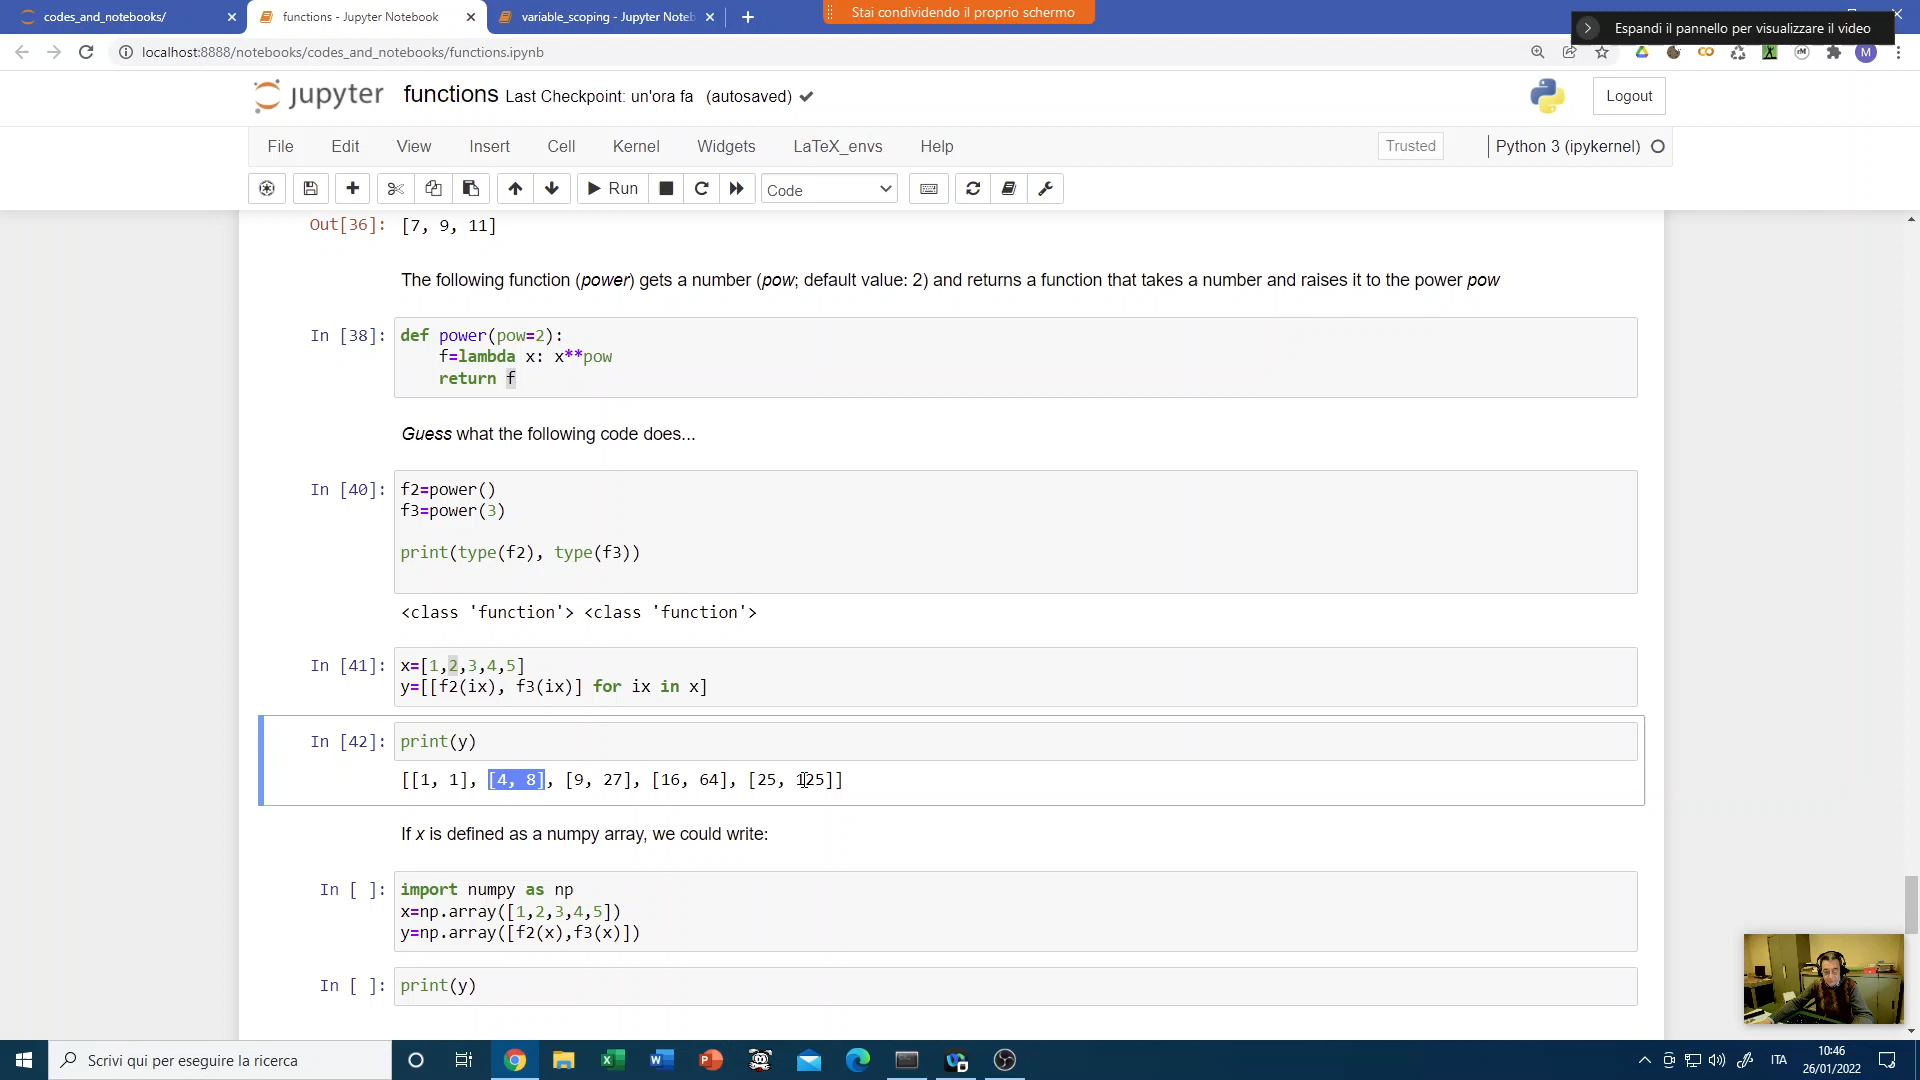 codes_and_notebooks/
functions - Jupyter Notebook
variable_scoping - Jupyter Noteb
Stai condividendo il proprio schermo
Espandi il pannello per visualizzare il video
localhost:8888/notebooks/codes_and_notebooks/functions.ipynb
M
jupyter
functions Last Checkpoint: un'ora fa (autosaved)
Logout
File Edit View Insert Cell Kernel Widgets LaTeX_envs Help
Trusted
Python 3 (ipykernel)
Run
Code
Out[36]: [7, 9, 11]
The following function (power) gets a number (pow; default value: 2) and returns a function that takes a number and raises it to the power pow
In [38]: def power(pow=2):
f=lambda x: x**pow
return f
Guess what the following code does...
In [40]: f2=power()
f3=power(3)
print(type(f2), type(f3))
<class 'function'> <class 'function'>
In [41]: x=[1,2,3,4,5]
y=[[f2(ix), f3(ix)] for ix in x]
In [42]: print(y)
[[1, 1], [4, 8], [9, 27], [16, 64], [25, 125]]
If x is defined as a numpy array, we could write:
In [ ]: import numpy as np
x=np.array([1,2,3,4,5])
y=np.array([f2(x),f3(x)])
In [ ]: print(y)
Scrivi qui per eseguire la ricerca
ITA
10:46
26/01/2022